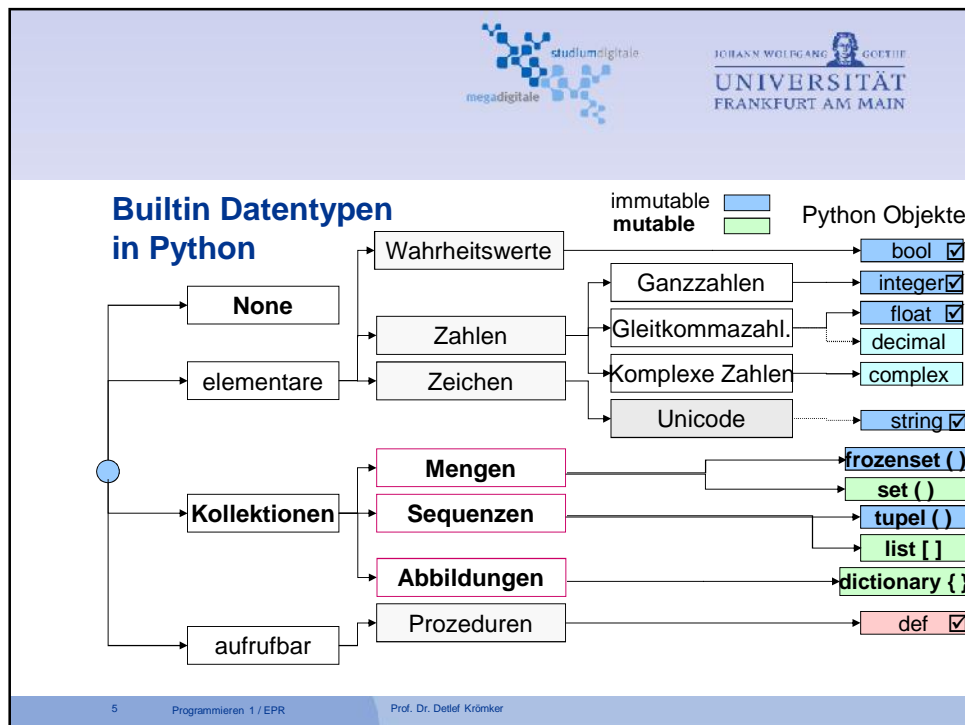 studiumdigitale
megadigitale
JOHANN WOLFGANG GOETHE
UNIVERSITÄT
FRANKFURT AM MAIN
Builtin Datentypen
in Python
immutable
mutable
Python Objekte
Wahrheitswerte
bool
None
Ganzzahlen
integer
Zahlen
Gleitkommazahl.
float
decimal
elementare
Zeichen
Komplexe Zahlen
complex
Unicode
string
Mengen
frozenset ( )
set ( )
Kollektionen
Sequenzen
tupel ( )
list [ ]
Abbildungen
dictionary { }
aufrufbar
Prozeduren
def
5
Programmieren 1 / EPR
Prof. Dr. Detlef Krömker